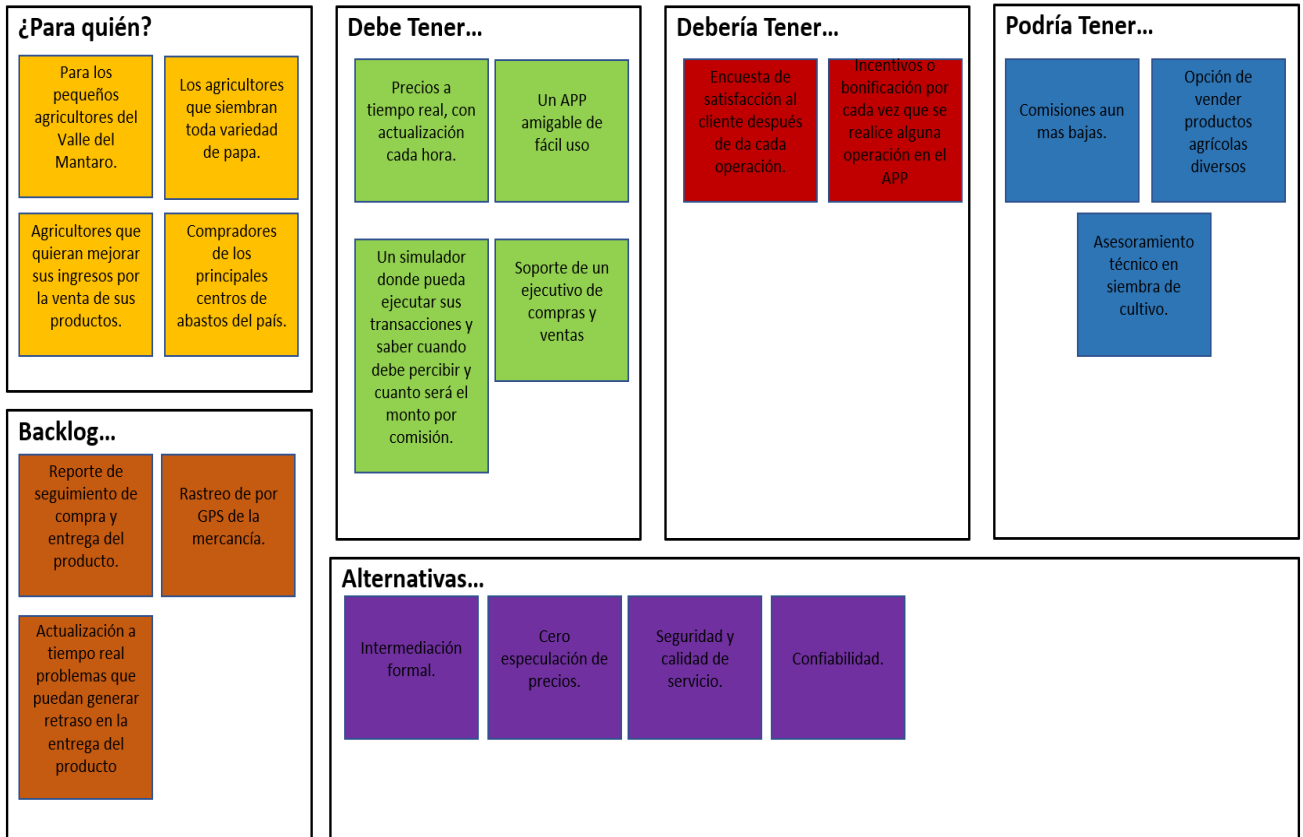 ¿Para quién?
Para los
pequeños
agricultores del
Valle del
Mantaro.
Los agricultores
que siembran
toda variedad
de papa.
Agricultores que
quieran mejorar
sus ingresos por
la venta de sus
productos.
Compradores
de los
principales
centros de
abastos del país.
Debe Tener...
Precios a
tiempo real, con
actualización
cada hora.
Un APP
amigable de
fácil uso
Un simulador
donde pueda
ejecutar sus
transacciones y
saber cuando
debe percibir y
cuanto será el
monto por
comisión.
Soporte de un
ejecutivo de
compras y
ventas
Debería Tener...
Encuesta de
satisfacción al
cliente después
de da cada
operación.
Incentivos o
bonificación por
cada vez que se
realice alguna
operación en el
APP
Podría Tener...
Comisiones aun
mas bajas.
Opción de
vender
productos
agrícolas
diversos
Asesoramiento
técnico en
siembra de
cultivo.
Backlog...
Reporte de
seguimiento de
compra y
entrega del
producto.
Rastreo de por
GPS de la
mercancía.
Actualización a
tiempo real
problemas que
puedan generar
retraso en la
entrega del
producto
Alternativas...
Intermediación
formal.
Cero
especulación de
precios.
Seguridad y
calidad de
servicio.
Confiabilidad.